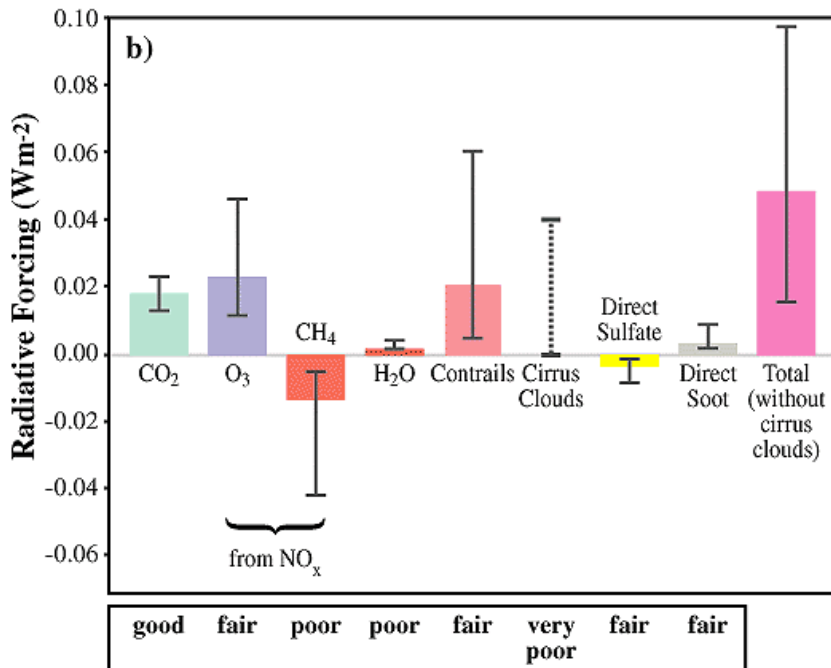 b)
Radiative Forcing (Wm-2)
0.10
0.08
0.06
0.04
0.02
0.00
-0.02
-0.04
-0.06
CO2
O3
CH4
H2O
Contrails
Cirrus
Clouds
Direct
Sulfate
Direct
Soot
Total
(without
cirrus
clouds)
from NOx
good fair poor poor fair very poor fair fair